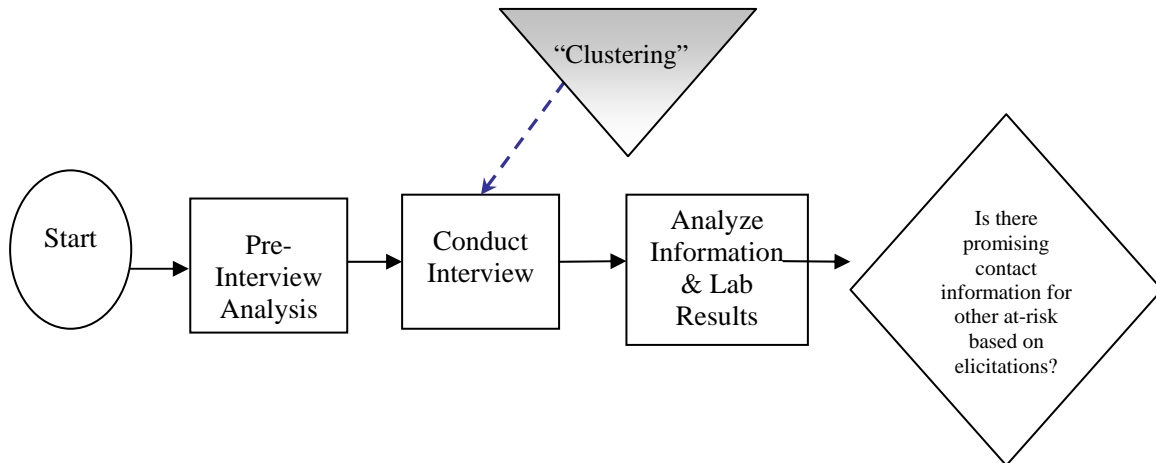 “Clustering”
Start
Pre-
Interview
Analysis
Conduct
Interview
Analyze
Information
& Lab
Results
Is there
promising
contact
information for
other at-risk
based on
elicitations?